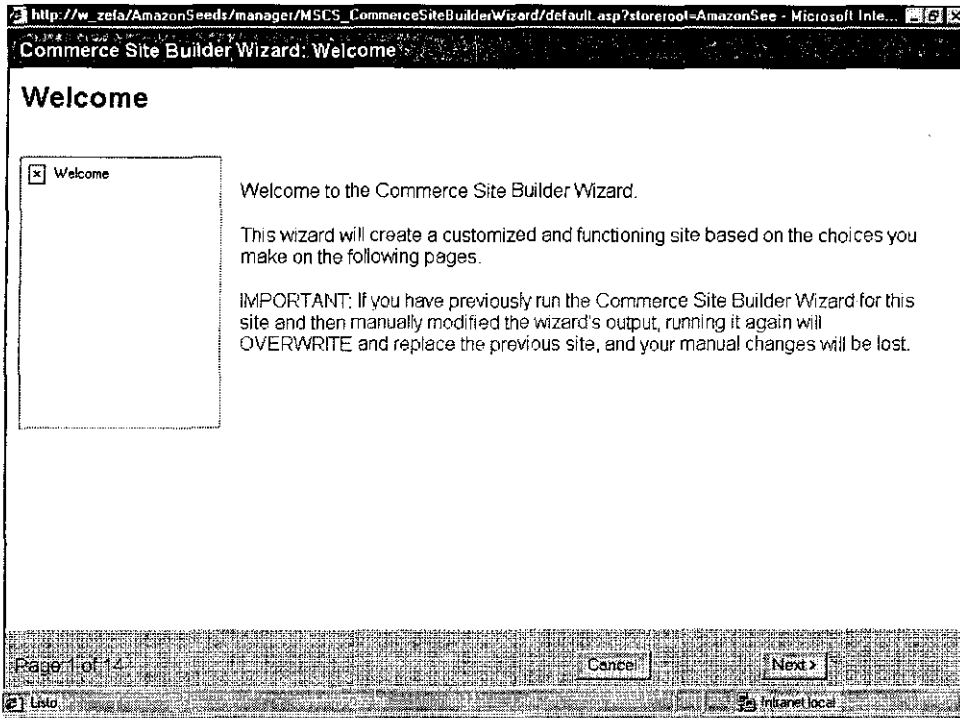 http://w_zefa/AmazonSeeds/manager/MSCS_CommerceSiteBuilderWizard/default.asp?storeroot=AmazonSee - Microsoft Inte...
Commerce Site Builder Wizard: Welcome
Welcome
Welcome
Welcome to the Commerce Site Builder Wizard.
This wizard will create a customized and functioning site based on the choices you
make on the following pages.
IMPORTANT: If you have previously run the Commerce Site Builder Wizard for this
site and then manually modified the wizard's output, running it again will
OVERWRITE and replace the previous site, and your manual changes will be lost.
Page 1 of 14
Cancel
Next >
Listo
Intranet local